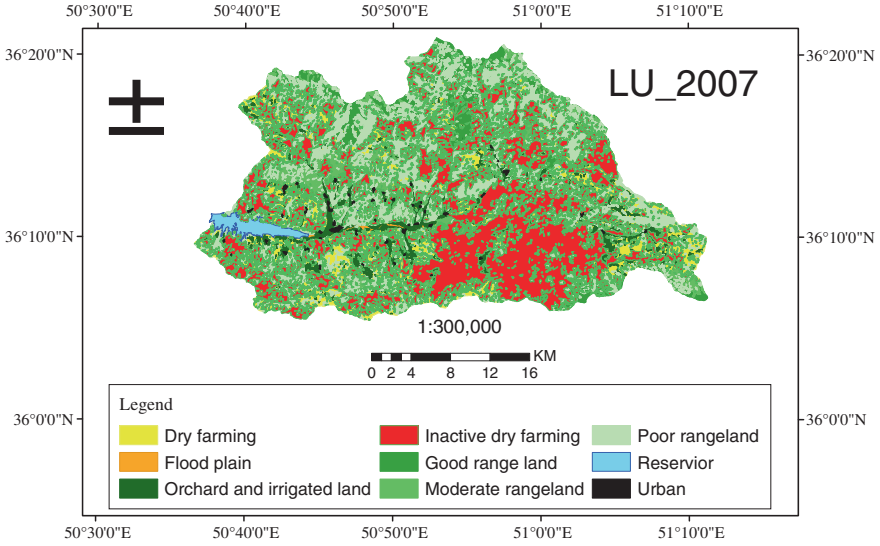 50°30'0"E 50°40'0"E 50°50'0"E 51°0'0"E 51°10'0"E
36°20'0"N 36°20'0"N
LU_2007
36°10'0"N 36°10'0"N
1:300,000
KM
0 2 4 8 12 16
36°0'0"N 36°0'0"N
Legend
Dry farming Inactive dry farming Poor rangeland
Flood plain Good range land Reservior
Orchard and irrigated land Moderate rangeland Urban
50°30'0"E 50°40'0"E 50°50'0"E 51°0'0"E 51°10'0"E